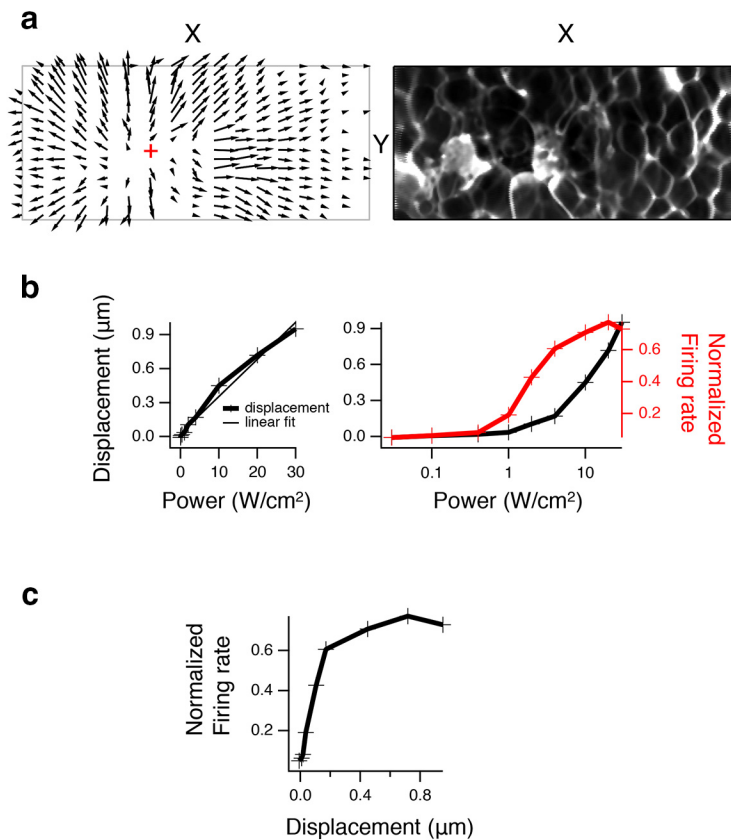 a
X
X
Y
b
Displacement (µm)
0.9
0.6
0.3
0.0
displacement
linear fit
0
10
20
30
Power (W/cm²)
0.9
0.6
0.3
0.0
0.6
0.4
0.2
Normalized
Firing rate
0.1
1
10
Power (W/cm²)
c
Normalized
Firing rate
0.6
0.4
0.2
0.0
0.4
0.8
Displacement (µm)